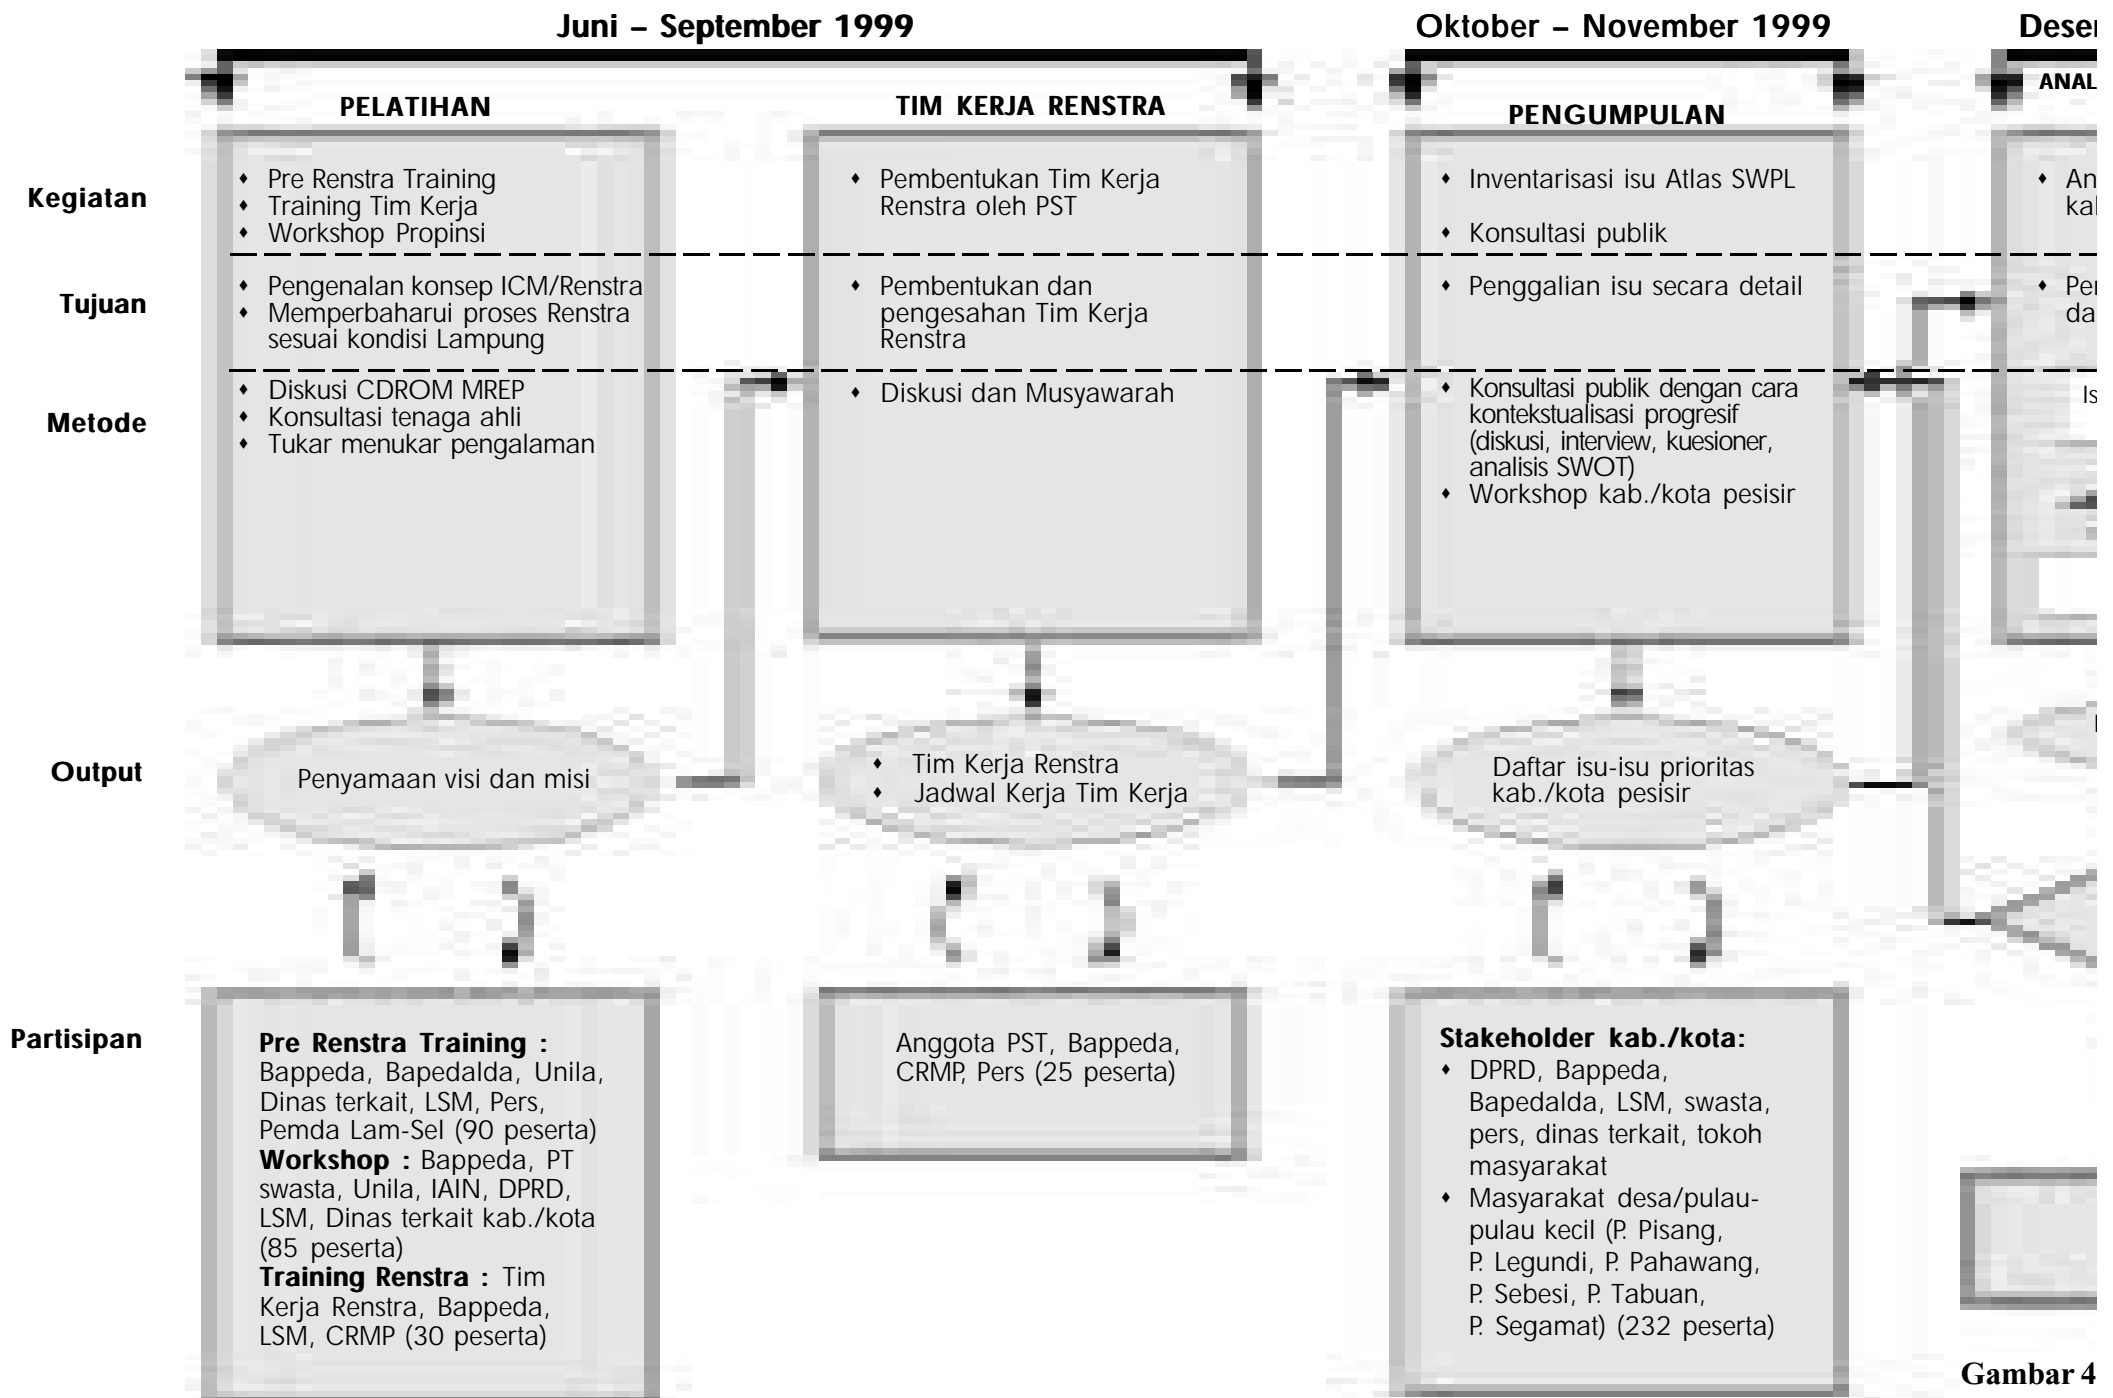 Juni – September 1999
Oktober – November 1999
PELATIHAN
TIM KERJA RENSTRA
PENGUMPULAN
Kegiatan
♦ Pre Renstra Training
♦ Training Tim Kerja
♦ Workshop Propinsi
♦ Pembentukan Tim Kerja
Renstra oleh PST
♦ Inventarisasi isu Atlas SWPL
♦ Konsultasi publik
Tujuan
♦ Pengenalan konsep ICM/Renstra
♦ Memperbaharui proses Renstra
sesuai kondisi Lampung
♦ Pembentukan dan
pengesahan Tim Kerja
Renstra
♦ Penggalian isu secara detail
Metode
♦ Diskusi CDROM MREP
♦ Konsultasi tenaga ahli
♦ Tukar menukar pengalaman
♦ Diskusi dan Musyawarah
♦ Konsultasi publik dengan cara
kontekstualisasi progresif
(diskusi, interview, kuesioner,
analisis SWOT)
♦ Workshop kab./kota pesisir
Output
Penyamaan visi dan misi
♦ Tim Kerja Renstra
♦ Jadwal Kerja Tim Kerja
Daftar isu-isu prioritas
kab./kota pesisir
Partisipan
Pre Renstra Training :
Bappeda, Bapedalda, Unila,
Dinas terkait, LSM, Pers,
Pemda Lam-Sel (90 peserta)
Workshop : Bappeda, PT
swasta, Unila, IAIN, DPRD,
LSM, Dinas terkait kab./kota
(85 peserta)
Training Renstra : Tim
Kerja Renstra, Bappeda,
LSM, CRMP (30 peserta)
Anggota PST, Bappeda,
CRMP, Pers (25 peserta)
Stakeholder kab./kota:
♦ DPRD, Bappeda,
Bapedalda, LSM, swasta,
pers, dinas terkait, tokoh
masyarakat
♦ Masyarakat desa/pulau-
pulau kecil (P. Pisang,
P. Legundi, P. Pahawang,
P. Sebesi, P. Tabuan,
P. Segamat) (232 peserta)
Gambar 4